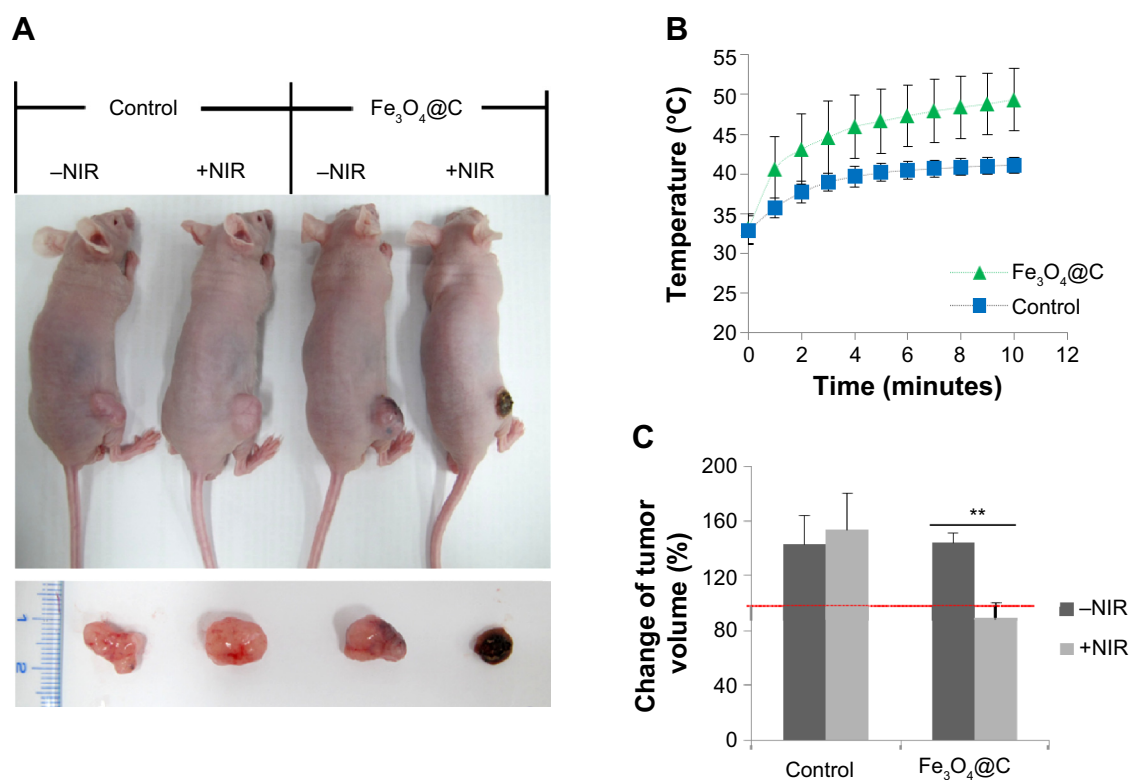 A
Control
Fe₃O₄@C
–NIR
+NIR
–NIR
+NIR
1
2
B
Temperature (°C)
55
50
45
40
35
30
25
20
Fe₃O₄@C
Control
0
2
4
6
8
10
12
Time (minutes)
C
Change of tumor
volume (%)
200
160
120
80
40
0
**
–NIR
+NIR
Control
Fe₃O₄@C